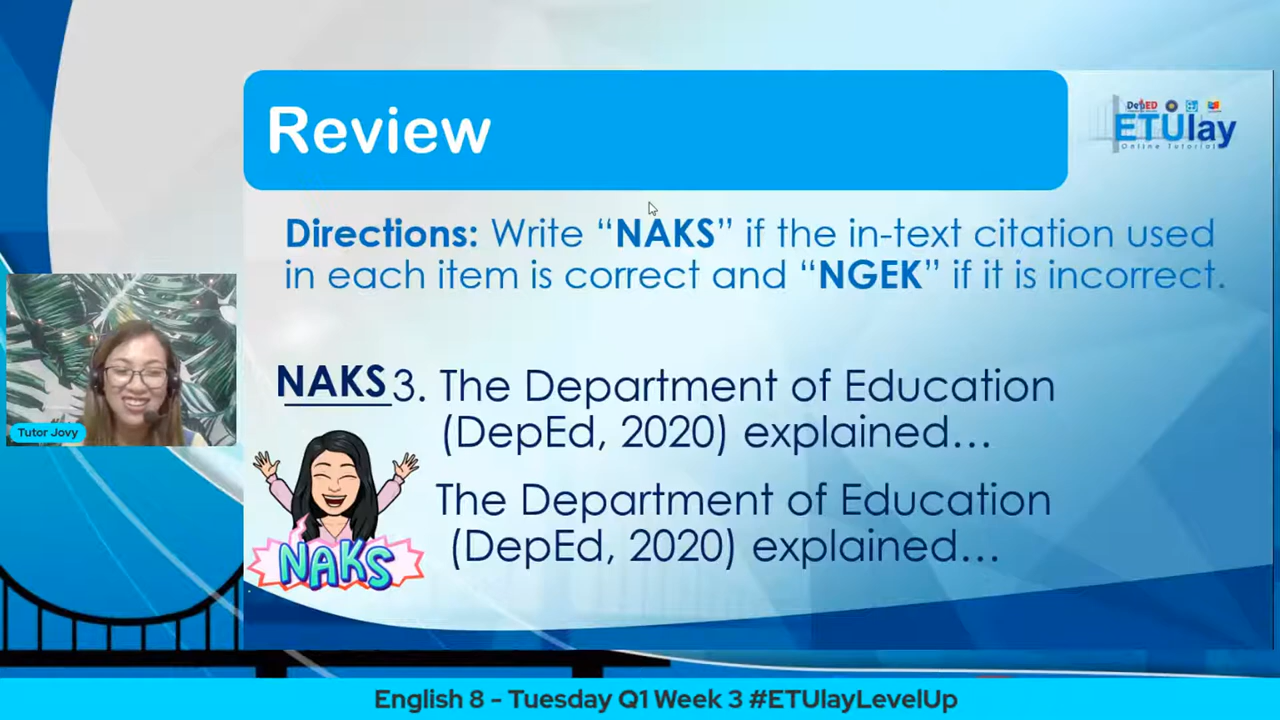 Review
DepED
ETUlay
Online Tutorial
Directions: Write “NAKS” if the in-text citation used
in each item is correct and “NGEK” if it is incorrect.
NAKS 3. The Department of Education
(DepEd, 2020) explained…
The Department of Education
(DepEd, 2020) explained…
NAKS
Tutor Jovy
English 8 - Tuesday Q1 Week 3 #ETUlayLevelUp